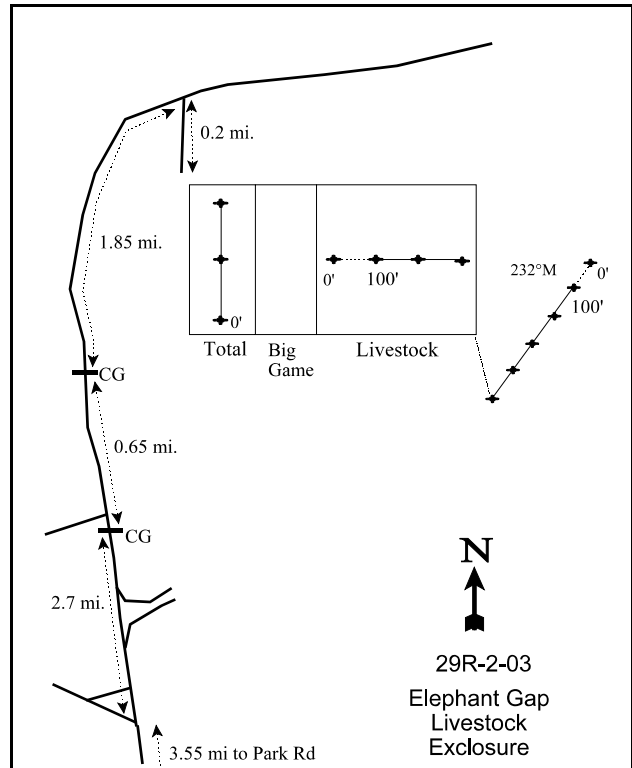 0.2 mi.
1.85 mi.
232°M
0'
100'
0'
100'
0'
Total
Big
Game
Livestock
CG
0.65 mi.
CG
N
2.7 mi.
29R-2-03
Elephant Gap
Livestock
Exclosure
3.55 mi to Park Rd